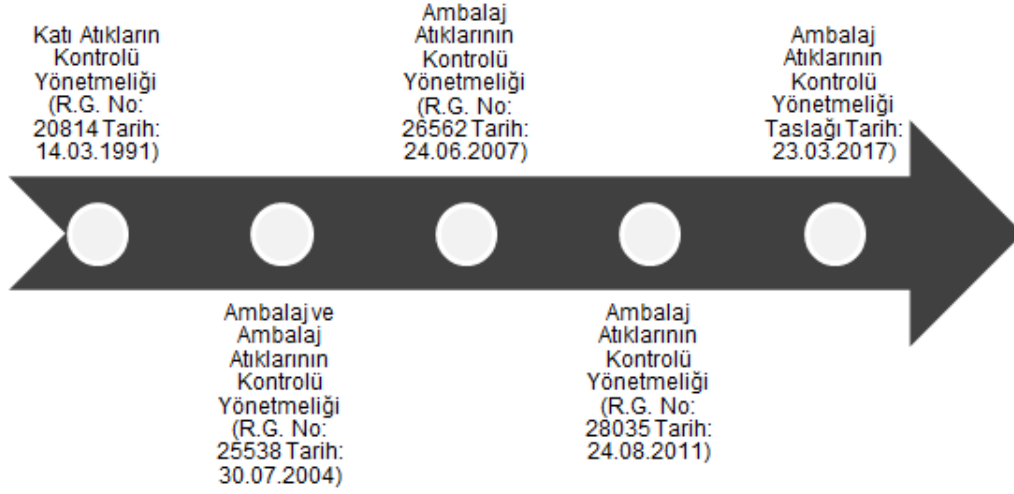 Katı Atıkların
Kontrolü
Yönetmeliği
(R.G. No:
20814 Tarih:
14.03.1991)
Ambalaj ve
Ambalaj
Atıklarının
Kontrolü
Yönetmeliği
(R.G. No:
25538 Tarih:
30.07.2004)
Ambalaj
Atıklarının
Kontrolü
Yönetmeliği
(R.G. No:
26562 Tarih:
24.06.2007)
Ambalaj
Atıklarının
Kontrolü
Yönetmeliği
(R.G. No:
28035 Tarih:
24.08.2011)
Ambalaj
Atıklarının
Kontrolü
Yönetmeliği
Taslağı Tarih:
23.03.2017)